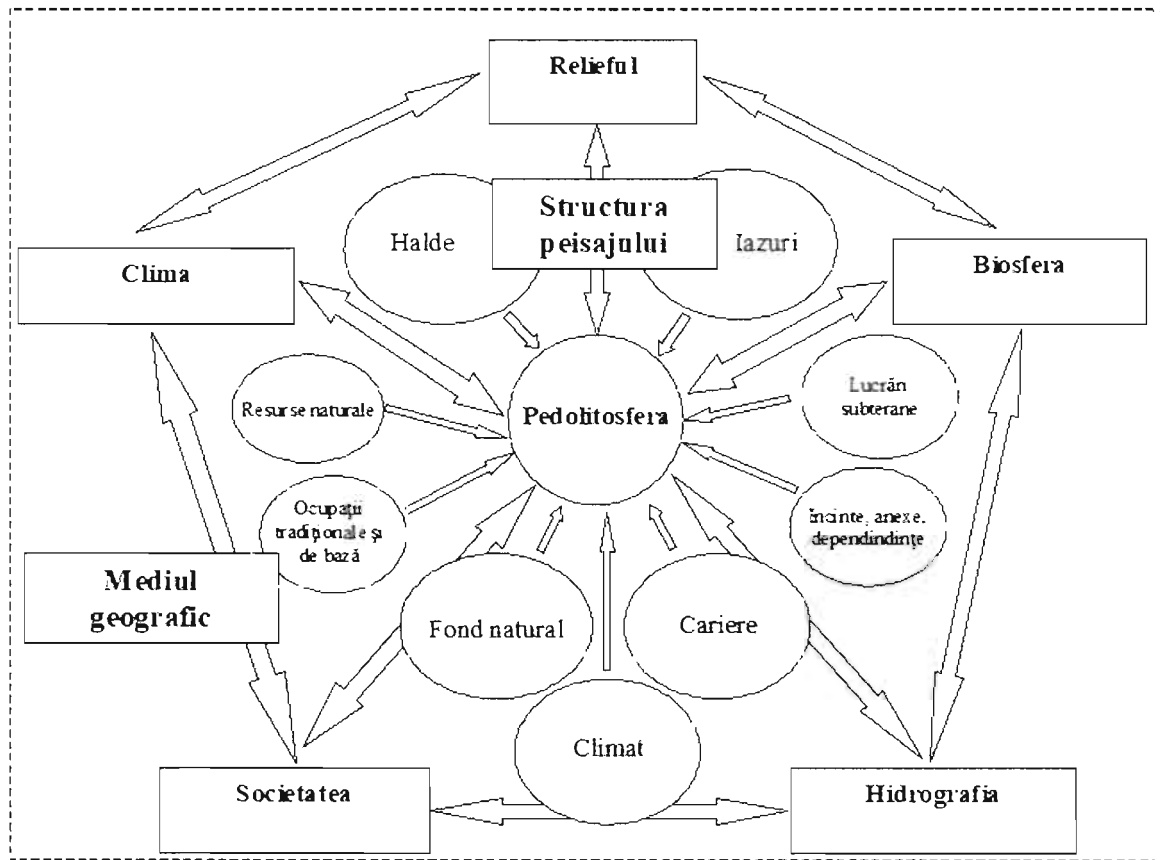 Relieful
Structura
peisajului
Halde
Iazuri
Clima
Biosfera
Resurse naturale
Pedolitosfera
Lucrări
subterane
Ocupații
tradiționale și
de bază
Incinte, anexe,
dependindințe
Mediul
geografic
Fond natural
Cariere
Climat
Societatea
Hidrografia